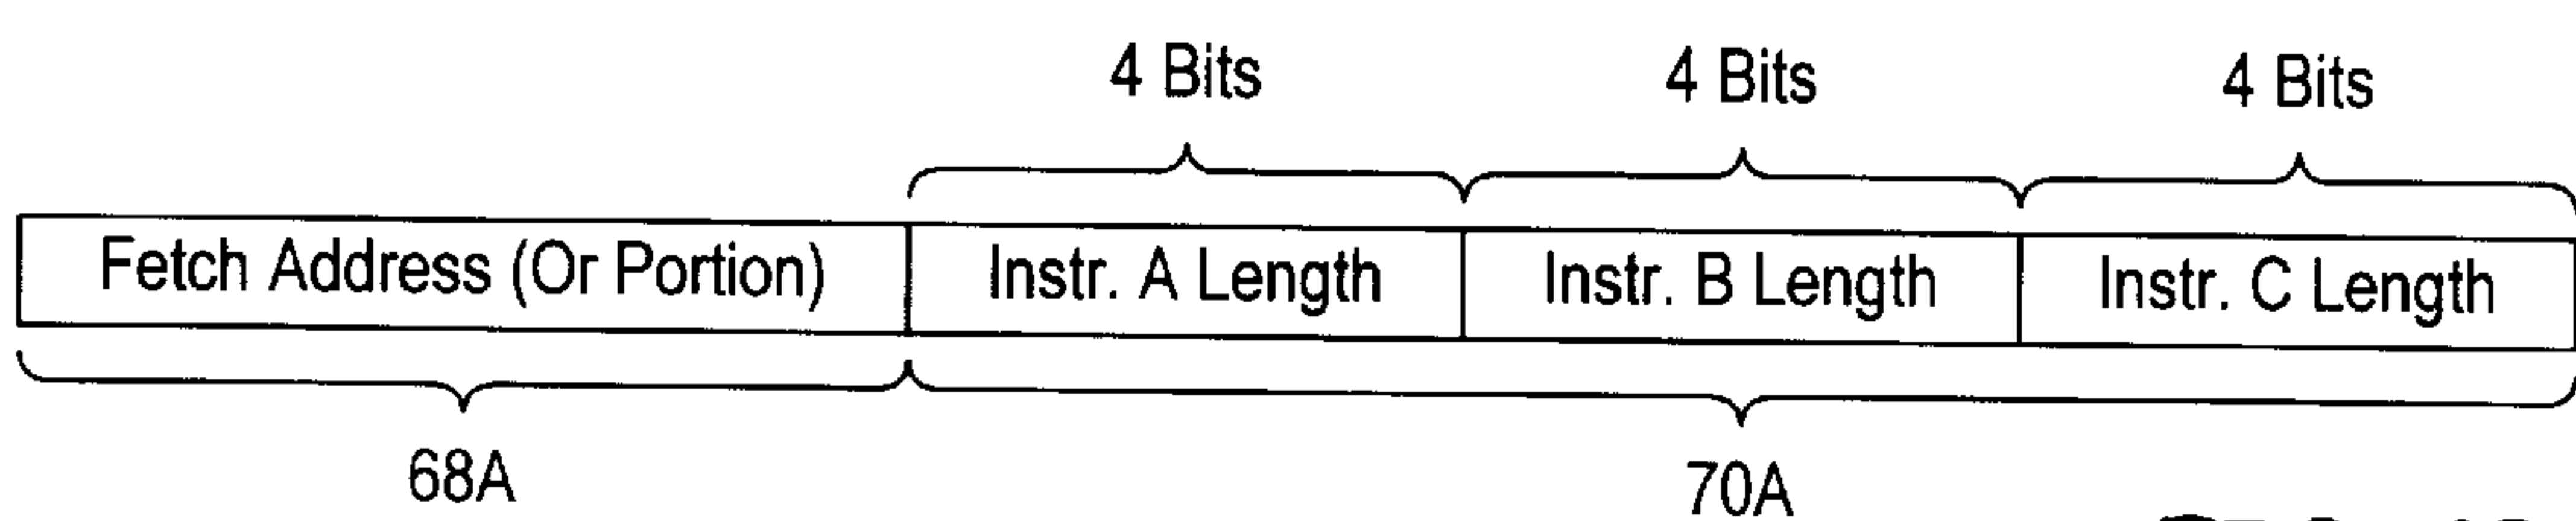 4 Bits 4 Bits 4 Bits
Fetch Address (Or Portion) Instr. A Length Instr. B Length Instr. C Length
68A 70A